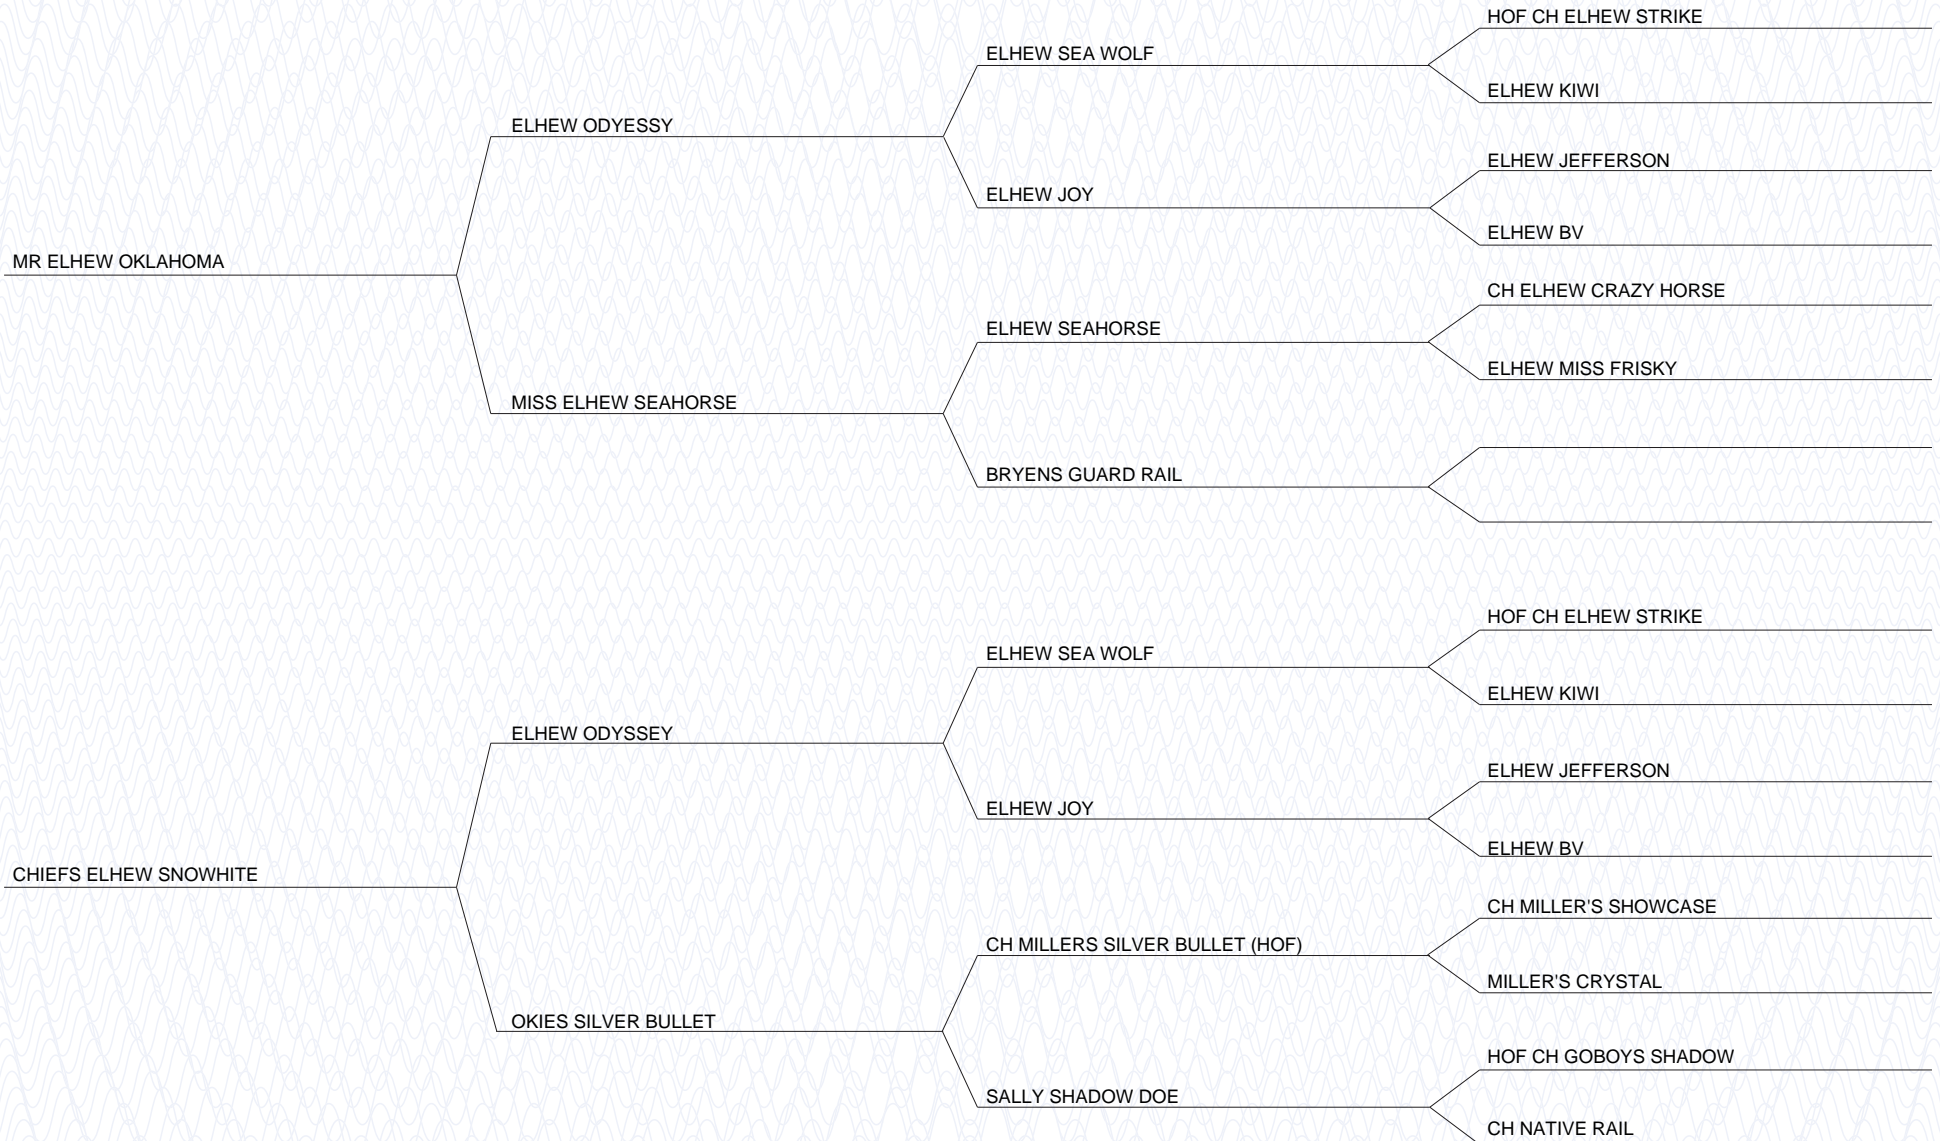 HOF CH ELHEW STRIKE
ELHEW SEA WOLF
ELHEW KIWI
ELHEW ODYESSY
ELHEW JEFFERSON
ELHEW JOY
ELHEW BV
MR ELHEW OKLAHOMA
CH ELHEW CRAZY HORSE
ELHEW SEAHORSE
ELHEW MISS FRISKY
MISS ELHEW SEAHORSE
BRYENS GUARD RAIL
HOF CH ELHEW STRIKE
ELHEW SEA WOLF
ELHEW KIWI
ELHEW ODYSSEY
ELHEW JEFFERSON
ELHEW JOY
ELHEW BV
CHIEFS ELHEW SNOWHITE
CH MILLER'S SHOWCASE
CH MILLERS SILVER BULLET (HOF)
MILLER'S CRYSTAL
OKIES SILVER BULLET
HOF CH GOBOYS SHADOW
SALLY SHADOW DOE
CH NATIVE RAIL